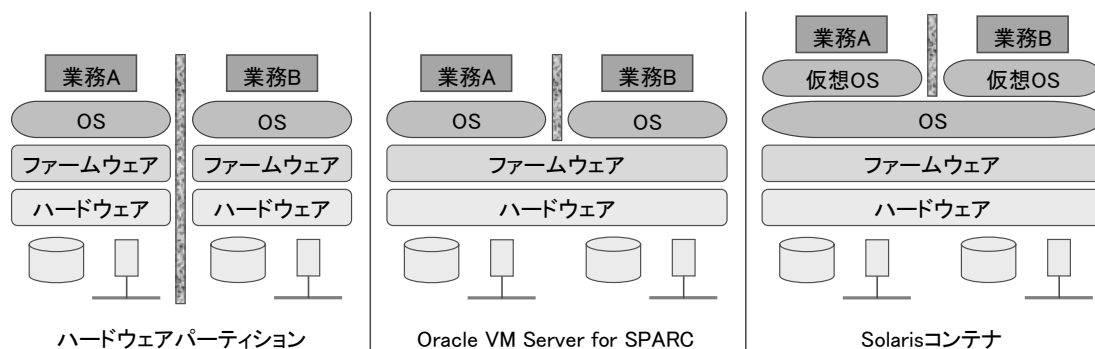 業務A 業務B
OS OS
ファームウェア ファームウェア
ハードウェア ハードウェア
ハードウェアパーティション
業務A 業務B
OS OS
ファームウェア
ハードウェア
Oracle VM Server for SPARC
業務A 業務B
仮想OS 仮想OS
OS
ファームウェア
ハードウェア
Solarisコンテナ